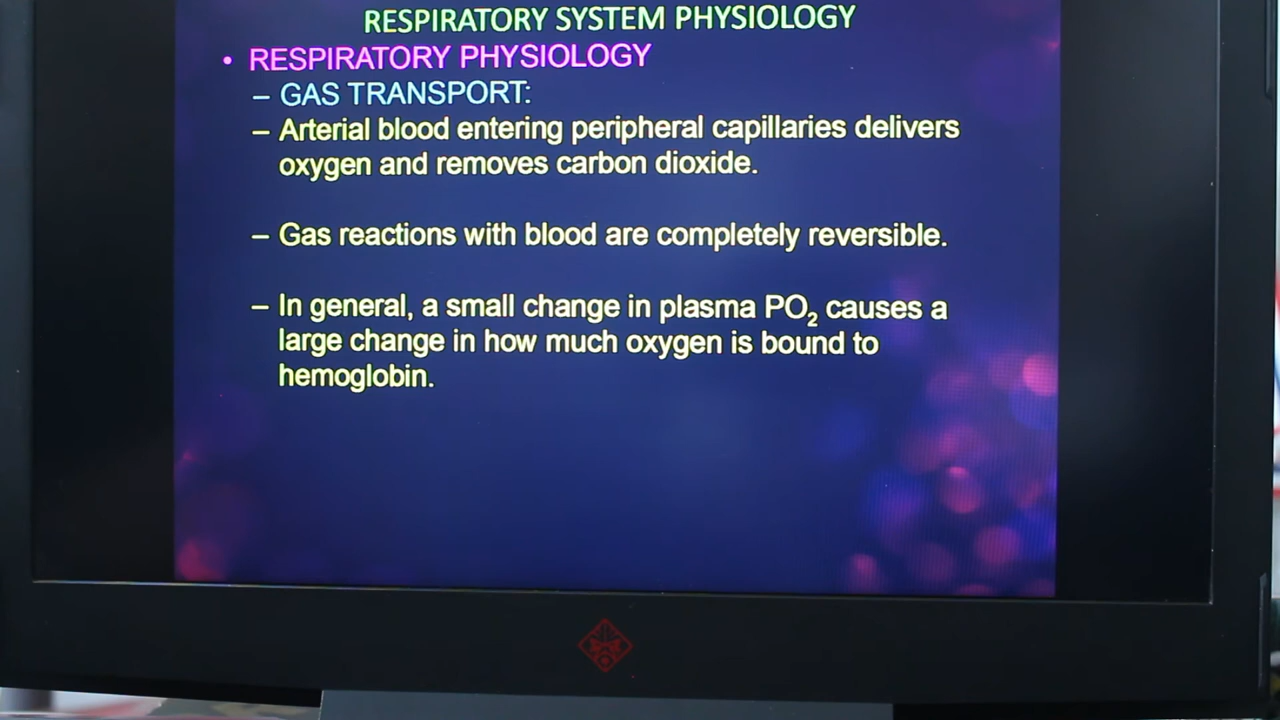 RESPIRATORY SYSTEM PHYSIOLOGY
• RESPIRATORY PHYSIOLOGY
– GAS TRANSPORT:
– Arterial blood entering peripheral capillaries delivers
oxygen and removes carbon dioxide.
– Gas reactions with blood are completely reversible.
– In general, a small change in plasma PO₂ causes a
large change in how much oxygen is bound to
hemoglobin.